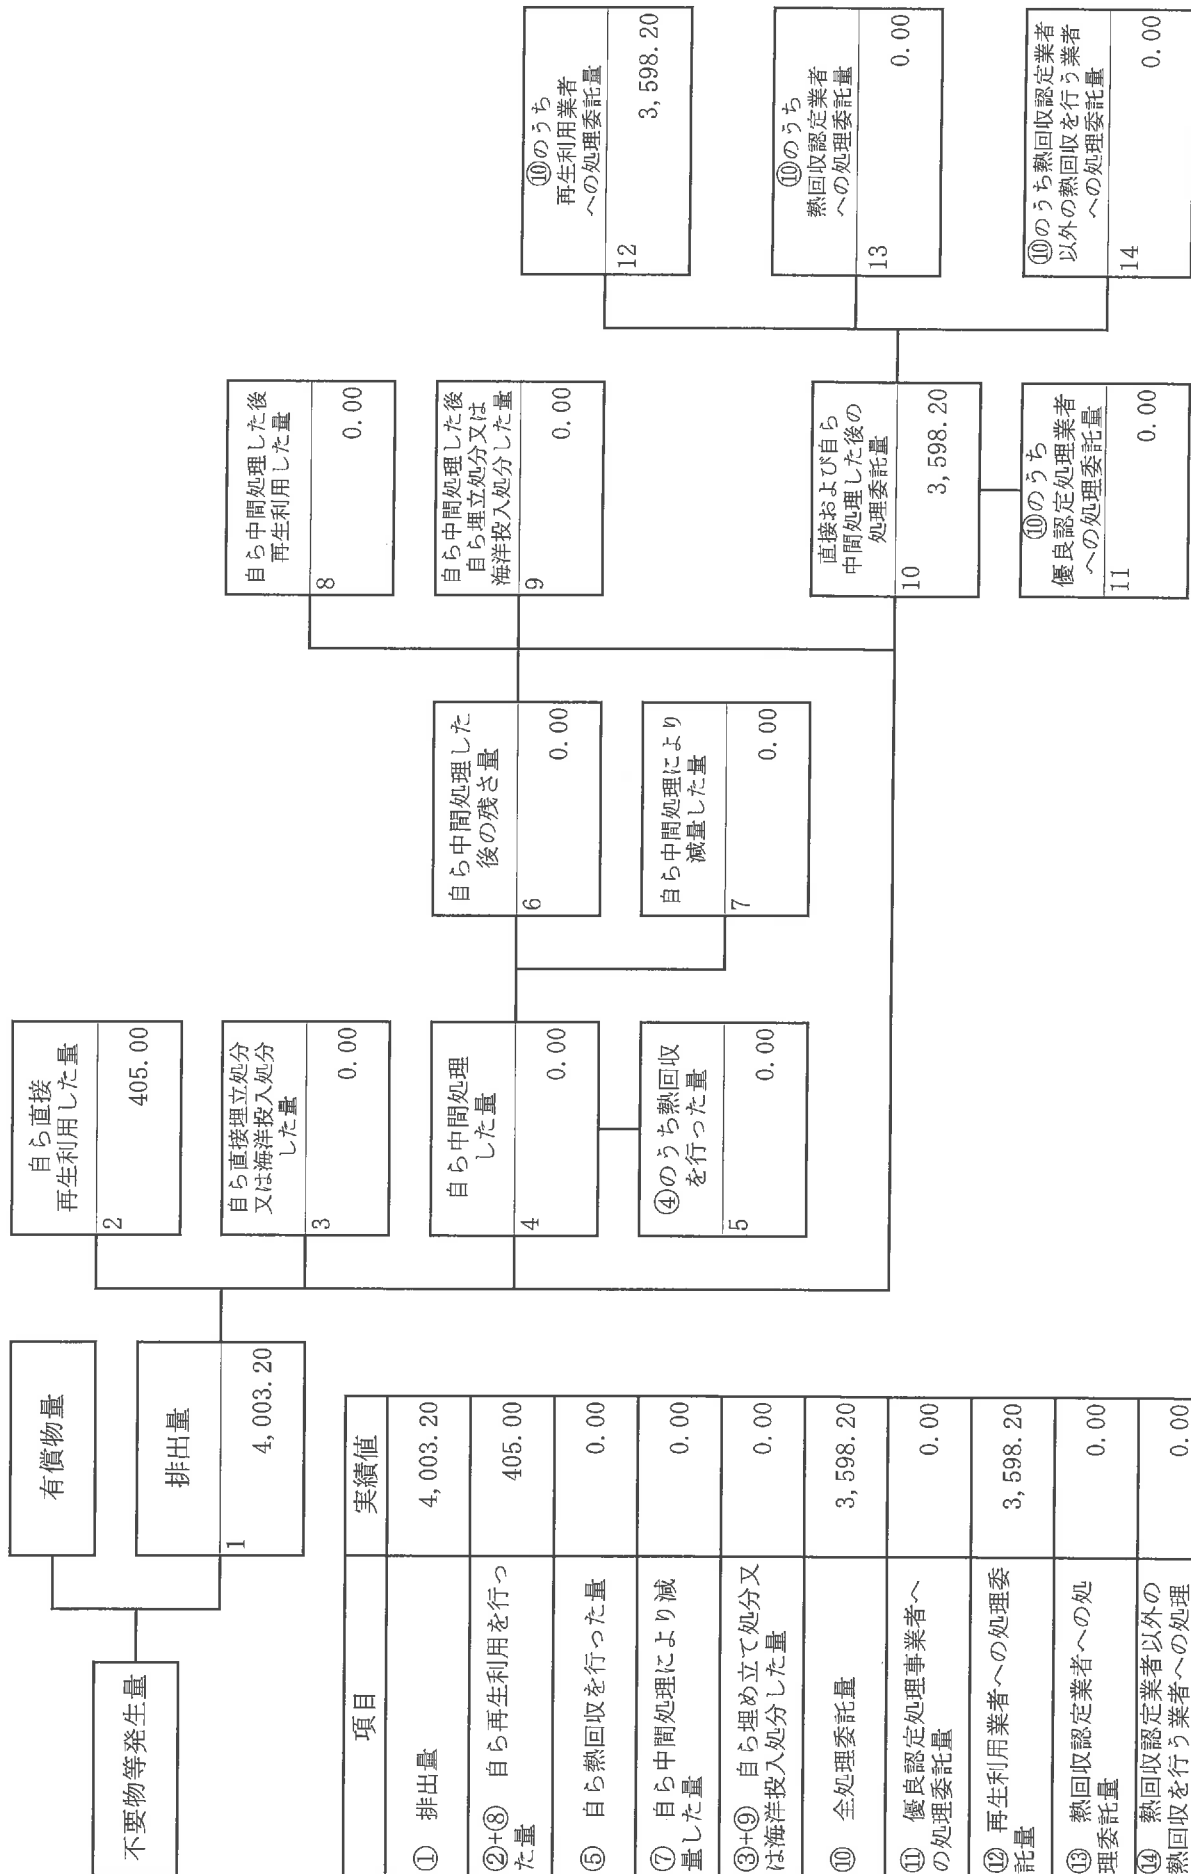 不要物等発生量
有償物量
排出量
1
4,003.20
自ら直接
再生利用した量
2
405.00
自ら直接埋立処分
又は海洋投入処分
した量
3
0.00
自ら中間処理
した量
4
0.00
④のうち熱回収
を行った量
5
0.00
自ら中間処理した
後の残さ量
6
0.00
自ら中間処理により
減量した量
7
0.00
自ら中間処理した後
再生利用した量
8
0.00
自ら中間処理した後
自ら埋立処分又は
海洋投入処分した量
9
0.00
直接および自ら
中間処理した後の
処理委託量
10
3,598.20
⑩のうち
優良認定処理業者
への処理委託量
11
0.00
⑩のうち
再生利用業者
への処理委託量
12
3,598.20
⑩のうち
熱回収認定業者
への処理委託量
13
0.00
⑩のうち熱回収認定業者
以外の熱回収を行う業者
への処理委託量
14
0.00
項目 実績値
① 排出量 4,003.20
②+⑧ 自ら再生利用を行っ
た量 405.00
⑤ 自ら熱回収を行った量 0.00
⑦ 自ら中間処理により減
量した量 0.00
③+⑨ 自ら埋め立て処分又
は海洋投入処分した量 0.00
⑩ 全処理委託量 3,598.20
⑪ 優良認定処理事業者へ
の処理委託量 0.00
⑫ 再生利用業者への処理委
託量 3,598.20
⑬ 熱回収認定業者への処
理委託量 0.00
⑭ 熱回収認定業者以外の
熱回収を行う業者への処理 0.00